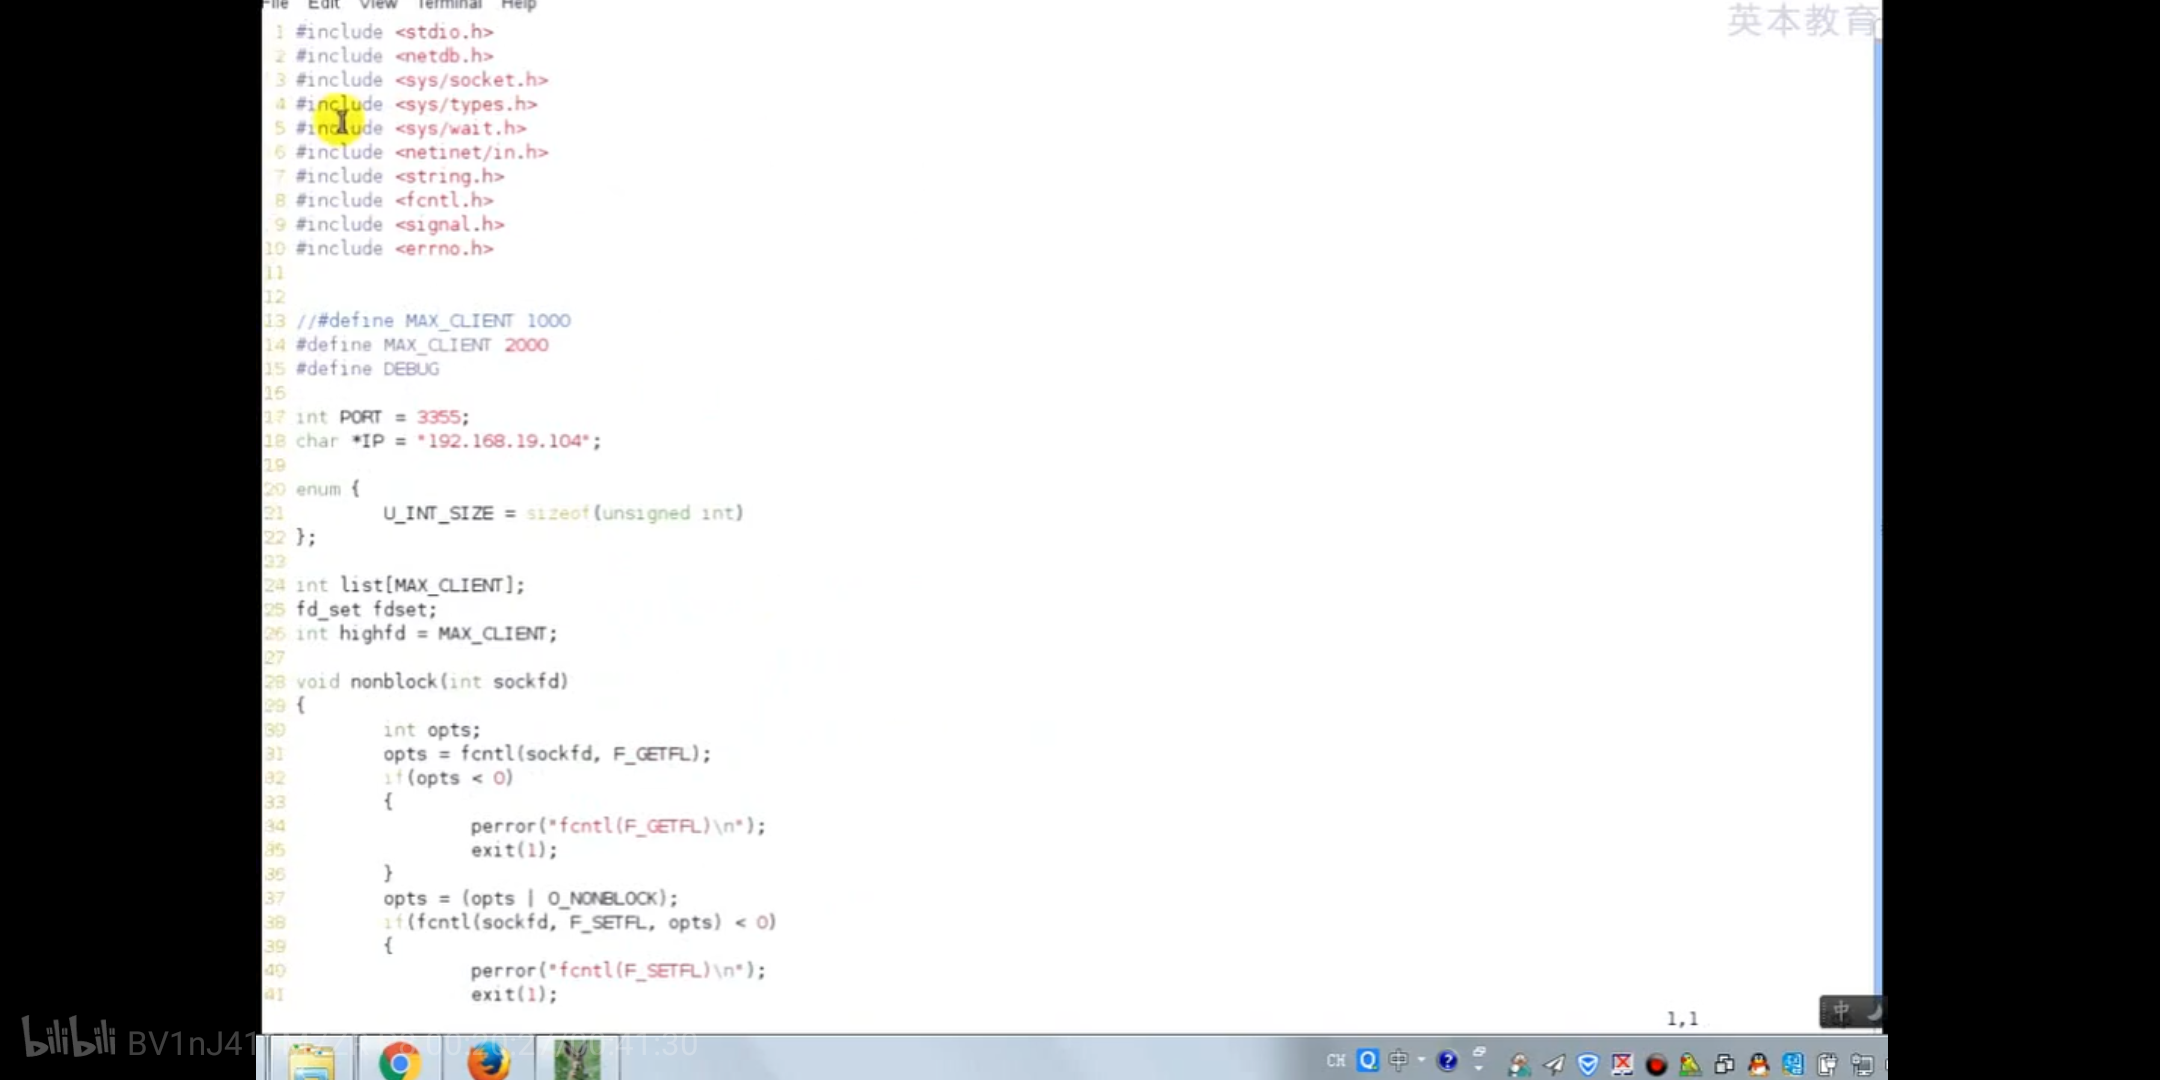 File Edit View Terminal Help
英本教育
1 #include <stdio.h>
2 #include <netdb.h>
3 #include <sys/socket.h>
4 #include <sys/types.h>
5 #include <sys/wait.h>
6 #include <netinet/in.h>
7 #include <string.h>
8 #include <fcntl.h>
9 #include <signal.h>
10 #include <errno.h>
11
12
13 //#define MAX_CLIENT 1000
14 #define MAX_CLIENT 2000
15 #define DEBUG
16
17 int PORT = 3355;
18 char *IP = "192.168.19.104";
19
20 enum {
21 U_INT_SIZE = sizeof(unsigned int)
22 };
23
24 int list[MAX_CLIENT];
25 fd_set fdset;
26 int highfd = MAX_CLIENT;
27
28 void nonblock(int sockfd)
29 {
30 int opts;
31 opts = fcntl(sockfd, F_GETFL);
32 if(opts < 0)
33 {
34 perror("fcntl(F_GETFL)\n");
35 exit(1);
36 }
37 opts = (opts | O_NONBLOCK);
38 if(fcntl(sockfd, F_SETFL, opts) < 0)
39 {
40 perror("fcntl(F_SETFL)\n");
41 exit(1);
1,1
中
bilibili
CH 中